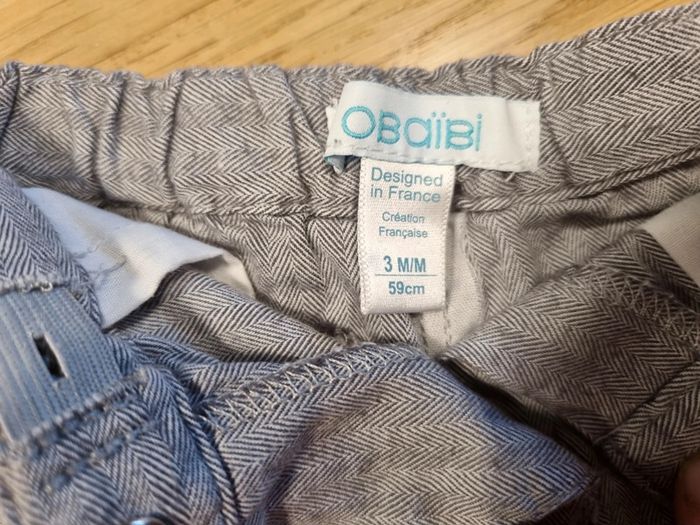 OBaïBi
Designed
in France
Création
Française
3 M/M
59cm